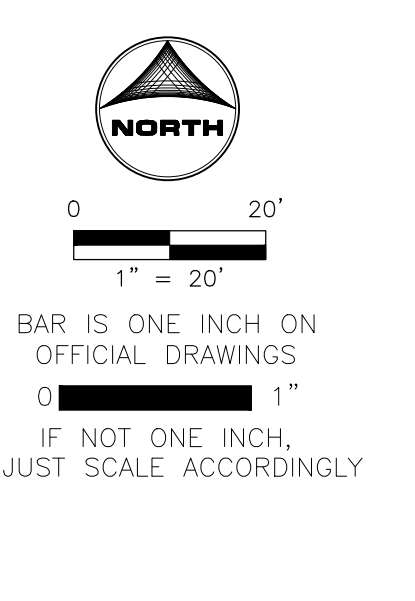 NORTH
0 20'
1" = 20'
BAR IS ONE INCH ON
OFFICIAL DRAWINGS
0 1"
IF NOT ONE INCH,
JUST SCALE ACCORDINGLY